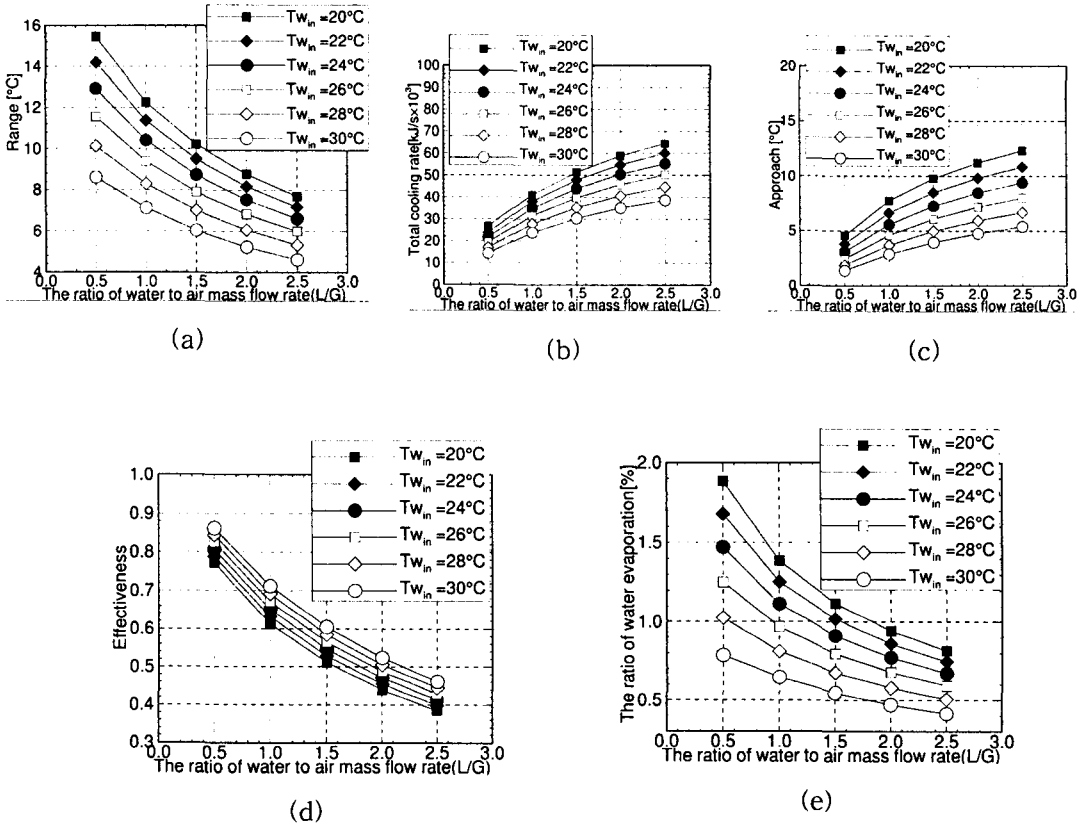 Tw_in =20°C
Tw_in =22°C
Tw_in =24°C
Tw_in =26°C
Tw_in =28°C
Tw_in =30°C
16
14
12
10
8
6
4
Range [°C]
0.0 0.5 1.0 1.5 2.0 2.5 3.0
The ratio of water to air mass flow rate(L/G)
(a)
Tw_in =20°C
Tw_in =22°C
Tw_in =24°C
Tw_in =26°C
Tw_in =28°C
Tw_in =30°C
100
90
80
70
60
50
40
30
20
10
0
Total cooling rate[kJ/s×10³]
0.0 0.5 1.0 1.5 2.0 2.5 3.0
The ratio of water to air mass flow rate(L/G)
(b)
Tw_in =20°C
Tw_in =22°C
Tw_in =24°C
Tw_in =26°C
Tw_in =28°C
Tw_in =30°C
20
15
10
5
0
Approach [°C]
0.0 0.5 1.0 1.5 2.0 2.5 3.0
The ratio of water to air mass flow rate(L/G)
(c)
Tw_in =20°C
Tw_in =22°C
Tw_in =24°C
Tw_in =26°C
Tw_in =28°C
Tw_in =30°C
1.0
0.9
0.8
0.7
0.6
0.5
0.4
0.3
Effectiveness
0.0 0.5 1.0 1.5 2.0 2.5 3.0
The ratio of water to air mass flow rate(L/G)
(d)
Tw_in =20°C
Tw_in =22°C
Tw_in =24°C
Tw_in =26°C
Tw_in =28°C
Tw_in =30°C
2.0
1.5
1.0
0.5
The ratio of water evaporation[%]
0.0 0.5 1.0 1.5 2.0 2.5 3.0
The ratio of water to air mass flow rate(L/G)
(e)